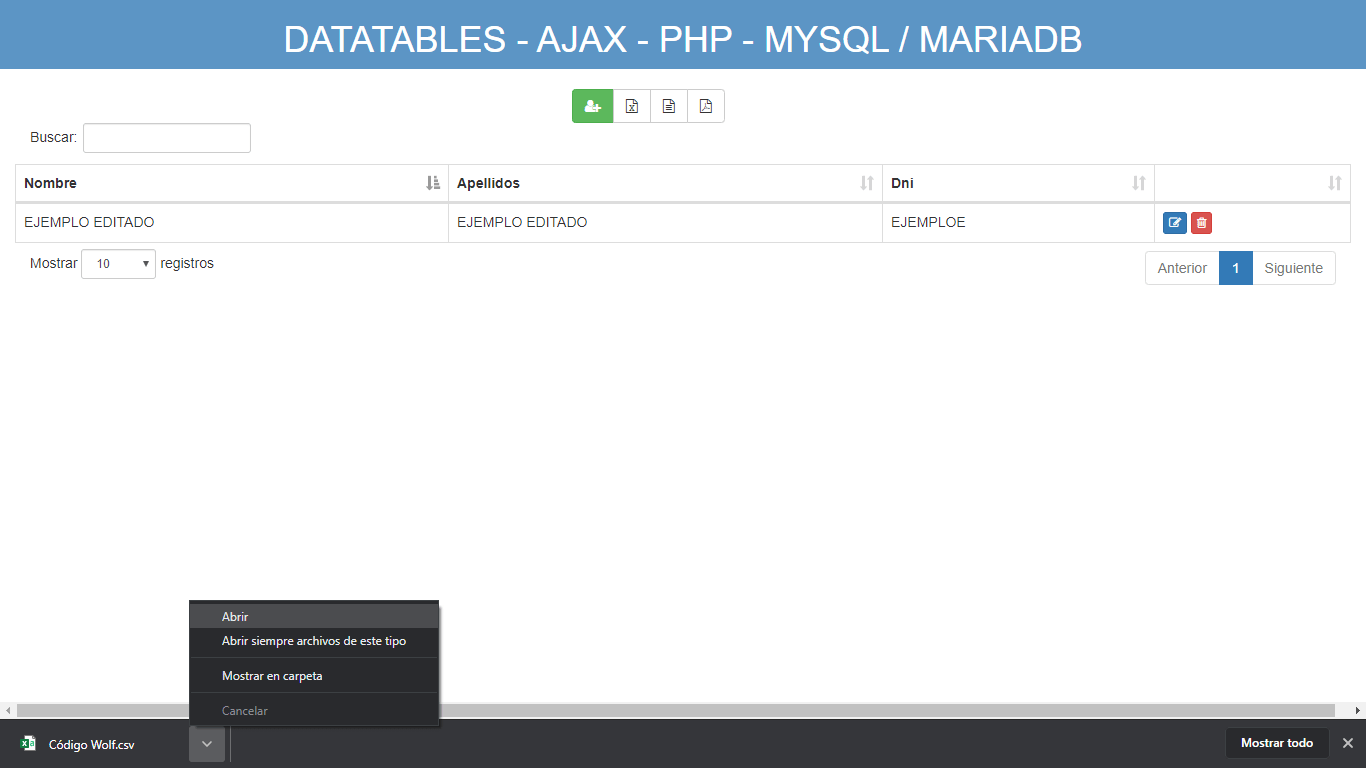 DATATABLES - AJAX - PHP - MYSQL / MARIADB
Buscar:
Nombre Apellidos Dni
EJEMPLO EDITADO EJEMPLO EDITADO EJEMPLOE
Mostrar 10 registros Anterior 1 Siguiente
Abrir
Abrir siempre archivos de este tipo
Mostrar en carpeta
Cancelar
Código Wolf.csv Mostrar todo